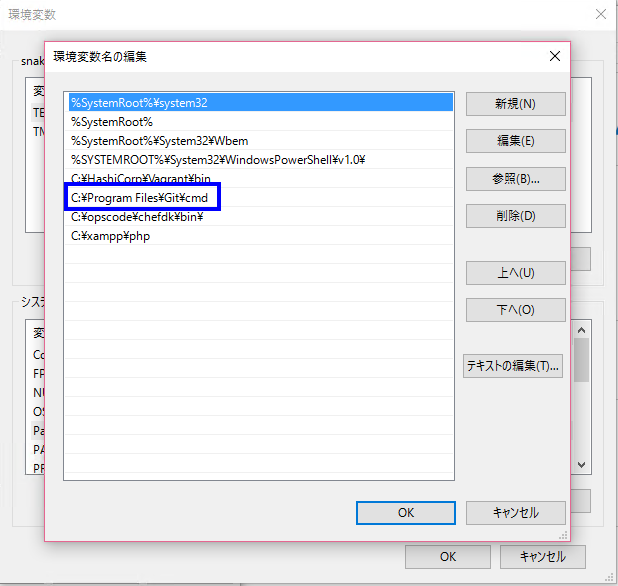 環境変数
環境変数名の編集
snak
変
TE
TM
%SystemRoot%¥system32
%SystemRoot%
%SystemRoot%¥System32¥Wbem
%SYSTEMROOT%¥System32¥WindowsPowerShell¥v1.0¥
C:¥HashiCorp¥Vagrant¥bin
C:¥Program Files¥Git¥cmd
C:¥opscode¥chefdk¥bin¥
C:¥xampp¥php
新規(N)
編集(E)
参照(B)...
削除(D)
上へ(U)
下へ(O)
テキストの編集(T)...
シス
変
Co
FP
NU
OS
Pa
PA
PR
OK
キャンセル
OK
キャンセル